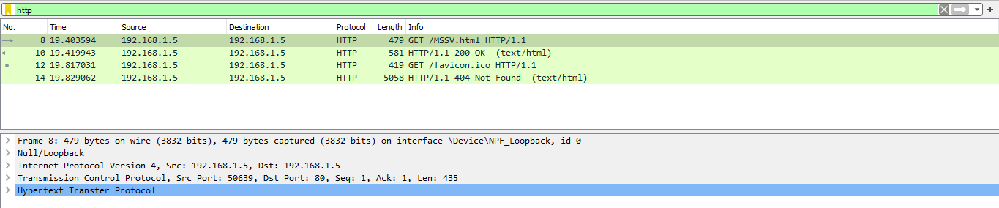 http
No. Time Source Destination Protocol Length Info
8 19.403594 192.168.1.5 192.168.1.5 HTTP 479 GET /MSSV.html HTTP/1.1
10 19.419943 192.168.1.5 192.168.1.5 HTTP 581 HTTP/1.1 200 OK (text/html)
12 19.817031 192.168.1.5 192.168.1.5 HTTP 419 GET /favicon.ico HTTP/1.1
14 19.829062 192.168.1.5 192.168.1.5 HTTP 5058 HTTP/1.1 404 Not Found (text/html)
Frame 8: 479 bytes on wire (3832 bits), 479 bytes captured (3832 bits) on interface \Device\NPF_Loopback, id 0
Null/Loopback
Internet Protocol Version 4, Src: 192.168.1.5, Dst: 192.168.1.5
Transmission Control Protocol, Src Port: 50639, Dst Port: 80, Seq: 1, Ack: 1, Len: 435
Hypertext Transfer Protocol